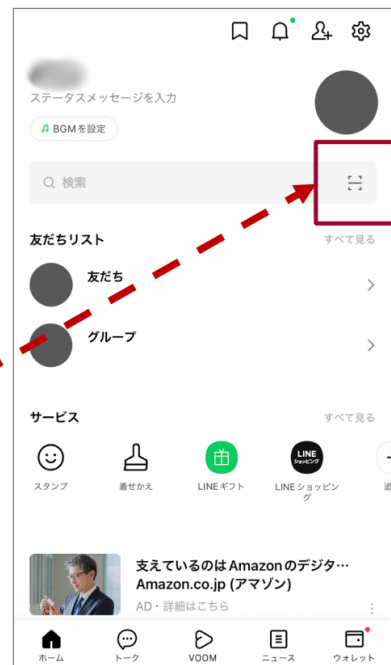 ステータスメッセージを入力
BGMを設定
検索
友だちリスト
すべて見る
友だち
グループ
サービス
すべて見る
LINE
ショッピング
スタンプ
着せかえ
LINEギフト
LINEショッピン
グ
追
支えているのはAmazonのデジタ…
Amazon.co.jp (アマゾン)
AD・詳細はこちら
ホーム
トーク
VOOM
ニュース
ウォレット